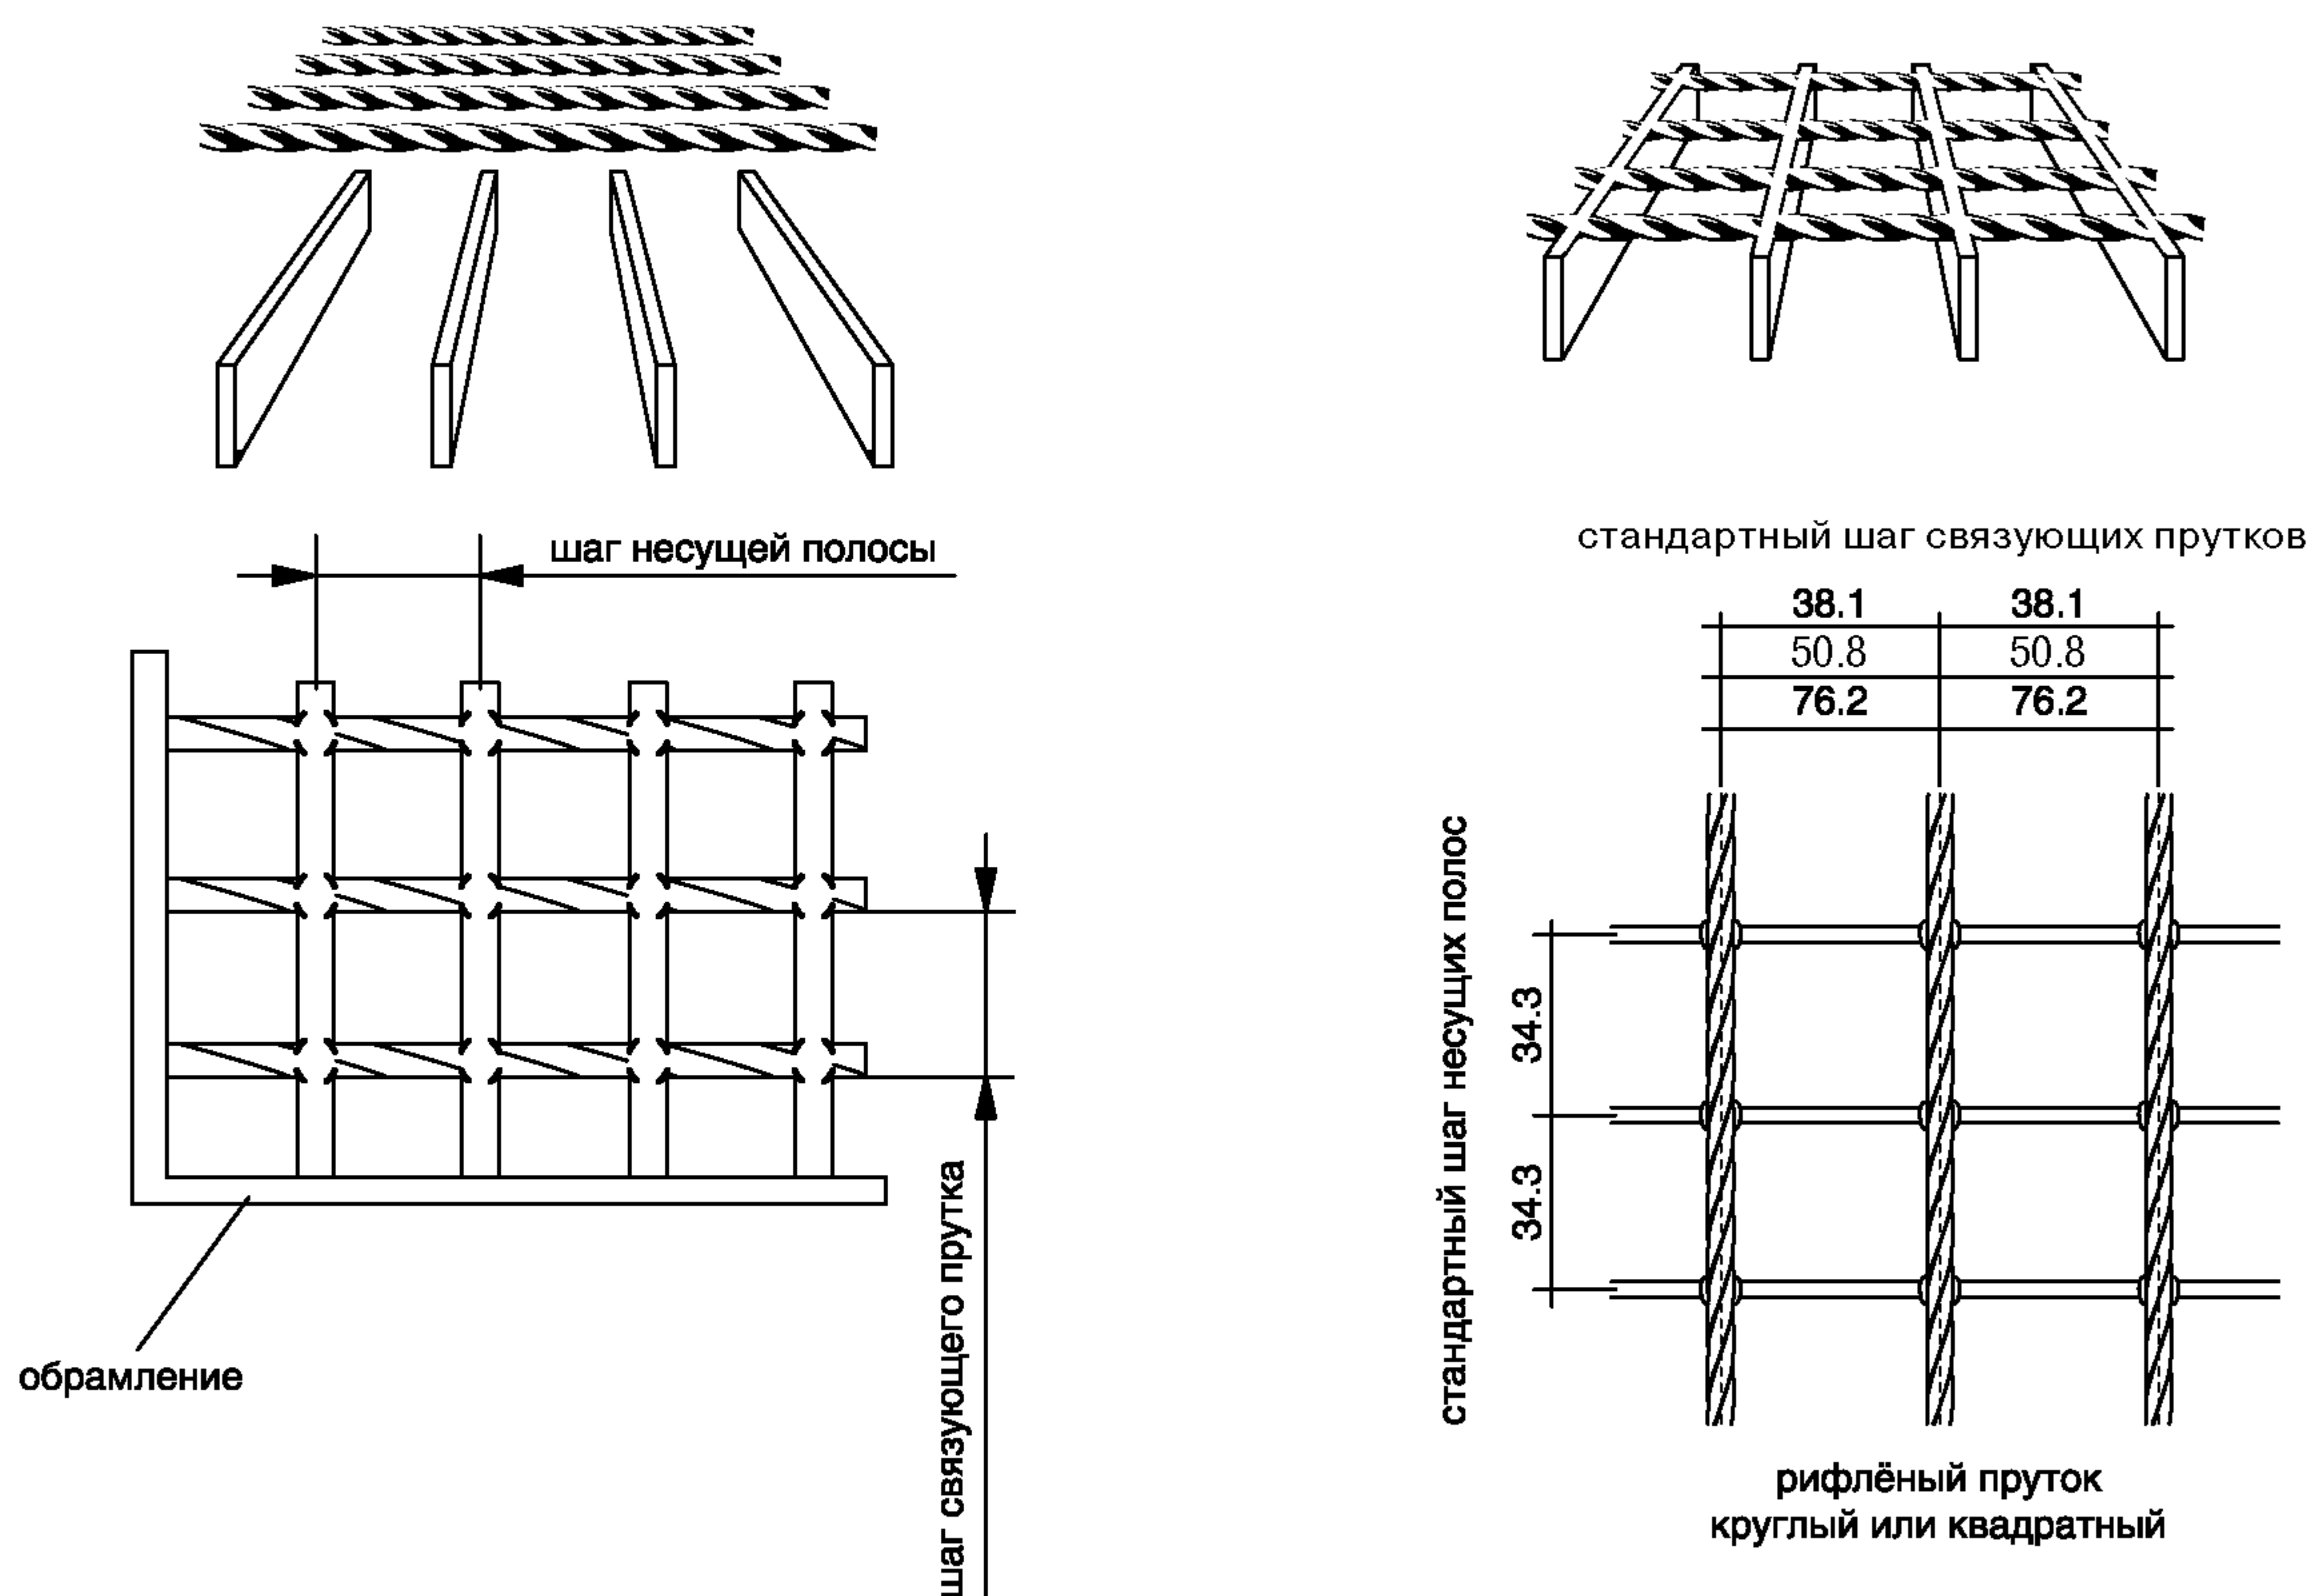 шаг несущей полосы
шаг связующего прутка
обрамление
стандартный шаг связующих прутков
38.1 38.1
50.8 50.8
76.2 76.2
стандартный шаг несущих полос
34.3
34.3
рифлёный пруток
круглый или квадратный